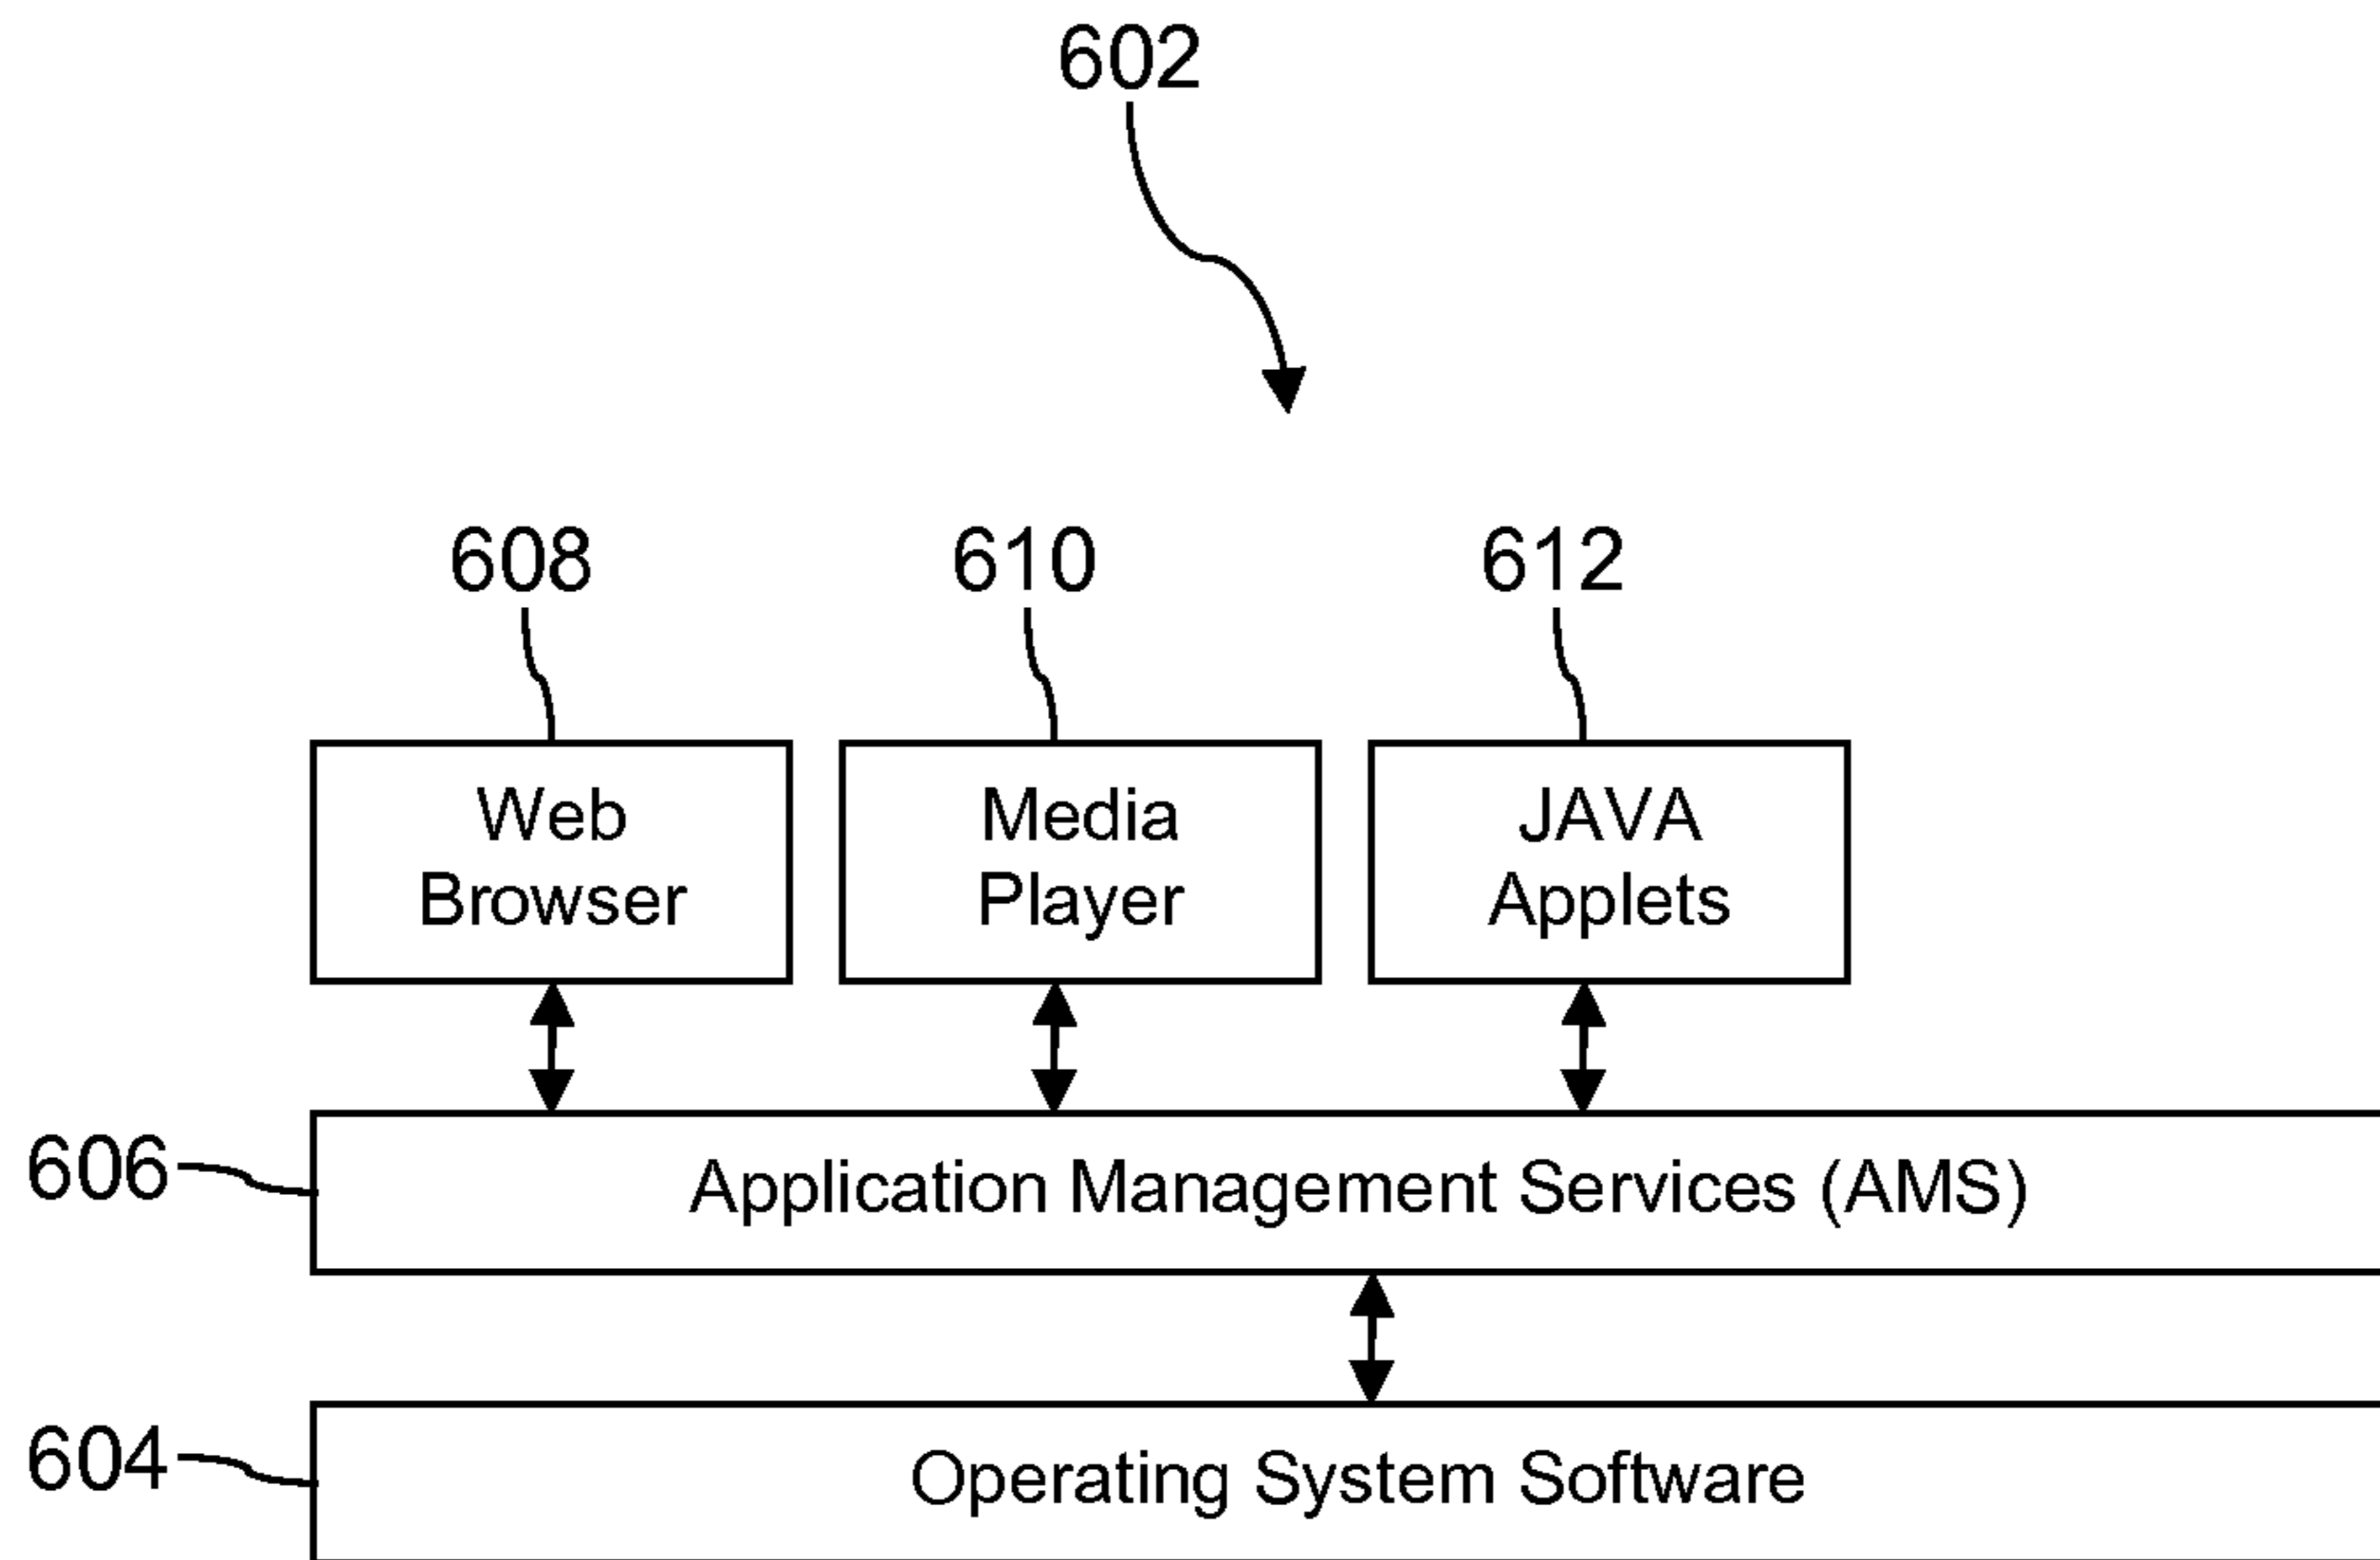 602
608
610
612
Web
Browser
Media
Player
JAVA
Applets
606
Application Management Services (AMS)
604
Operating System Software